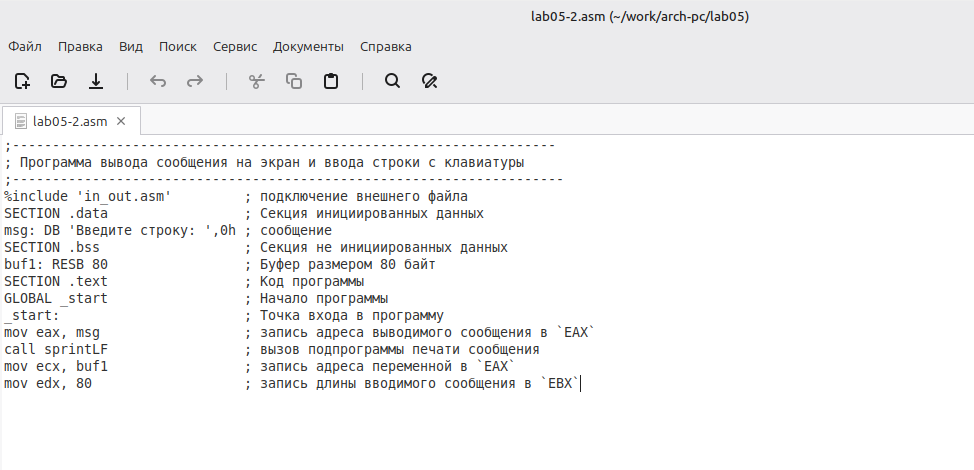 lab05-2.asm (~/work/arch-pc/lab05)
Файл Правка Вид Поиск Сервис Документы Справка
lab05-2.asm
;--------------------------------------------------------------------
; Программа вывода сообщения на экран и ввода строки с клавиатуры
;---------------------------------------------------------------------
%include 'in_out.asm' ; подключение внешнего файла
SECTION .data ; Секция инициированных данных
msg: DB 'Введите строку: ',0h ; сообщение
SECTION .bss ; Секция не инициированных данных
buf1: RESB 80 ; Буфер размером 80 байт
SECTION .text ; Код программы
GLOBAL _start ; Начало программы
_start: ; Точка входа в программу
mov eax, msg ; запись адреса выводимого сообщения в `EAX`
call sprintLF ; вызов подпрограммы печати сообщения
mov ecx, buf1 ; запись адреса переменной в `EAX`
mov edx, 80 ; запись длины вводимого сообщения в `EBX`